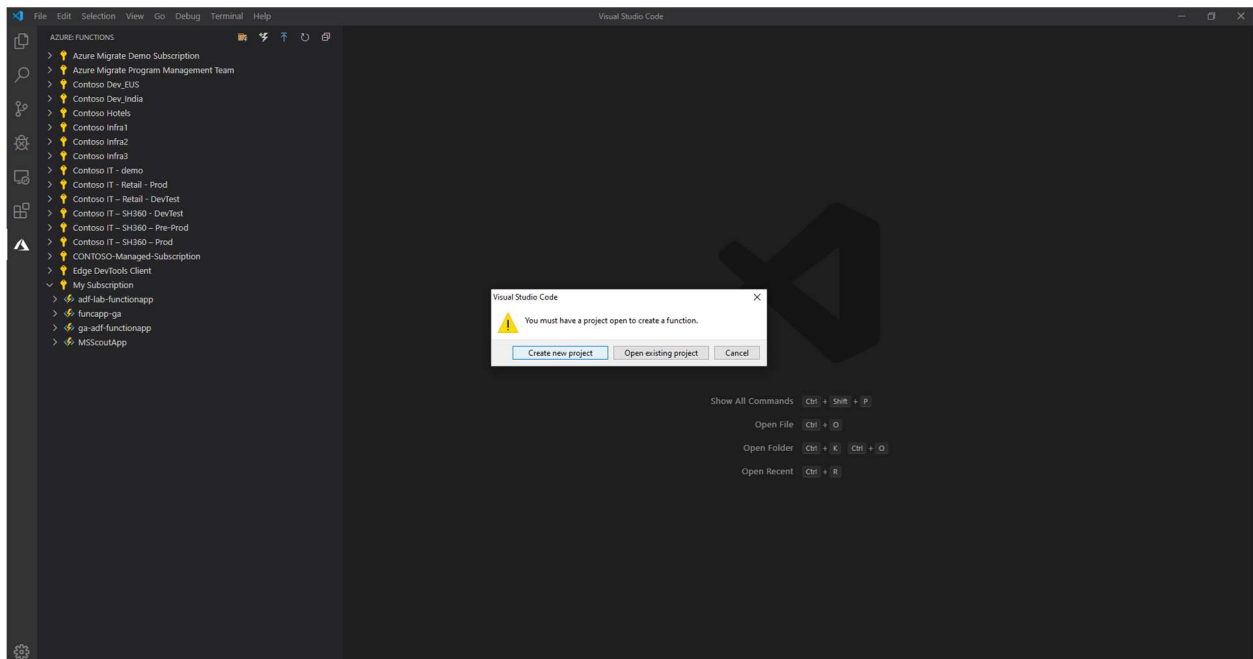 File Edit Selection View Go Debug Terminal Help
Visual Studio Code
AZURE: FUNCTIONS
Azure Migrate Demo Subscription
Azure Migrate Program Management Team
Contoso Dev_EUS
Contoso Dev_India
Contoso Hotels
Contoso Infra1
Contoso Infra2
Contoso Infra3
Contoso IT - demo
Contoso IT - Retail - Prod
Contoso IT – Retail - DevTest
Contoso IT – SH360 - DevTest
Contoso IT – SH360 – Pre-Prod
Contoso IT – SH360 – Prod
CONTOSO-Managed-Subscription
Edge DevTools Client
My Subscription
adf-lab-functionapp
funcapp-ga
ga-adf-functionapp
MSScoutApp
Visual Studio Code
You must have a project open to create a function.
Create new project Open existing project Cancel
Show All Commands Ctrl + Shift + P
Open File Ctrl + O
Open Folder Ctrl + K Ctrl + O
Open Recent Ctrl + R